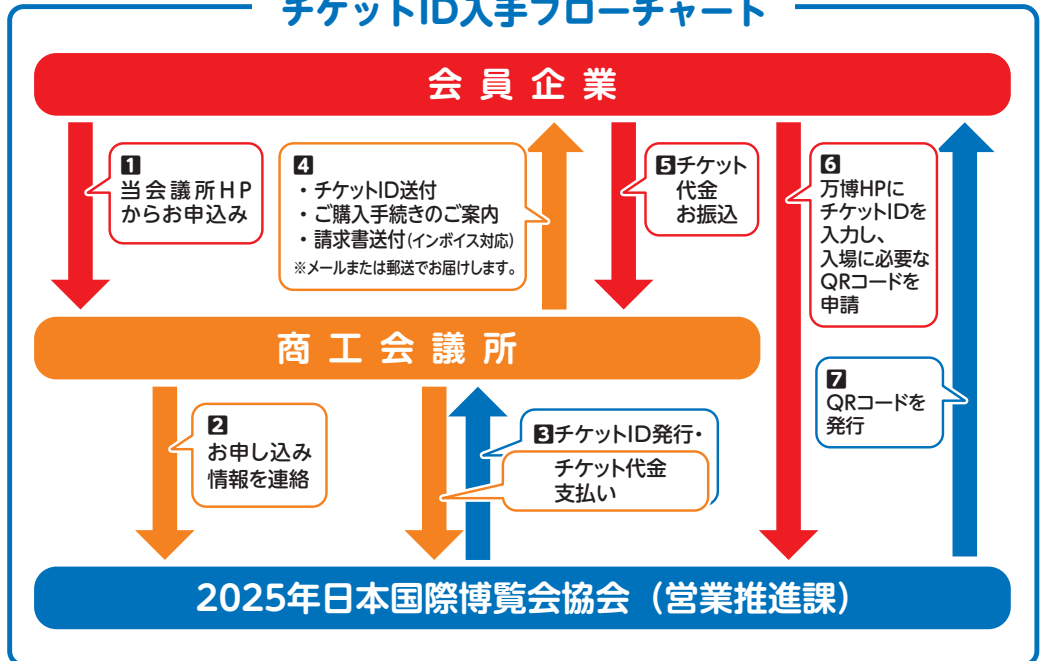 チケットID入手フローチャート
会員企業
1
当会議所HP
からお申込み
4
・チケットID送付
・ご購入手続きのご案内
・請求書送付(インボイス対応)
※メールまたは郵送でお届けします。
5チケット
代金
お振込
6
万博HPに
チケットIDを
入力し、
入場に必要な
QRコードを
申請
商工会議所
2
お申し込み
情報を連絡
3チケットID発行・
チケット代金
支払い
7
QRコードを
発行
2025年日本国際博覧会協会（営業推進課）